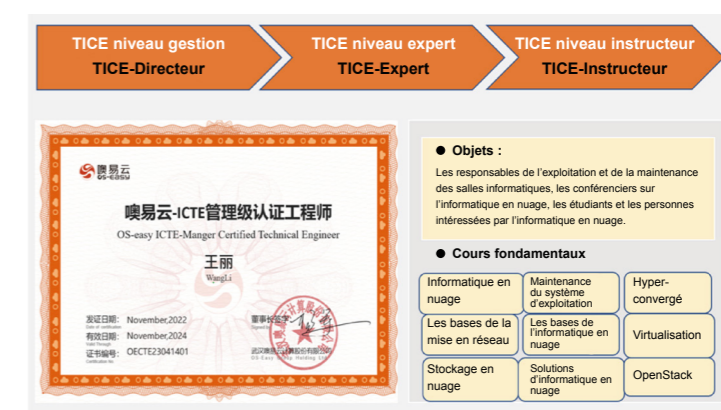 TICE niveau gestion
TICE-Directeur
TICE niveau expert
TICE-Expert
TICE niveau instructeur
TICE-Instructeur
噢易云
OS-EASY
噢易云-ICTE管理级认证工程师
OS-easy ICTE-Manger Certified Technical Engineer
王丽
WangLi
发证日期: November,2022
有效日期: November,2024
Valid Through
证书编号: OECTE23041401
Certification No
董事长签字:
● Objets :
Les responsables de l'exploitation et de la maintenance
des salles informatiques, les conférenciers sur
l'informatique en nuage, les étudiants et les personnes
intéressées par l'informatique en nuage.
● Cours fondamentaux
Informatique en
nuage
Maintenance
du système
d'exploitation
Hyper-
convergé
Les bases de la
mise en réseau
Les bases de
l'informatique en
nuage
Virtualisation
Stockage en
nuage
Solutions
d'informatique en
nuage
OpenStack